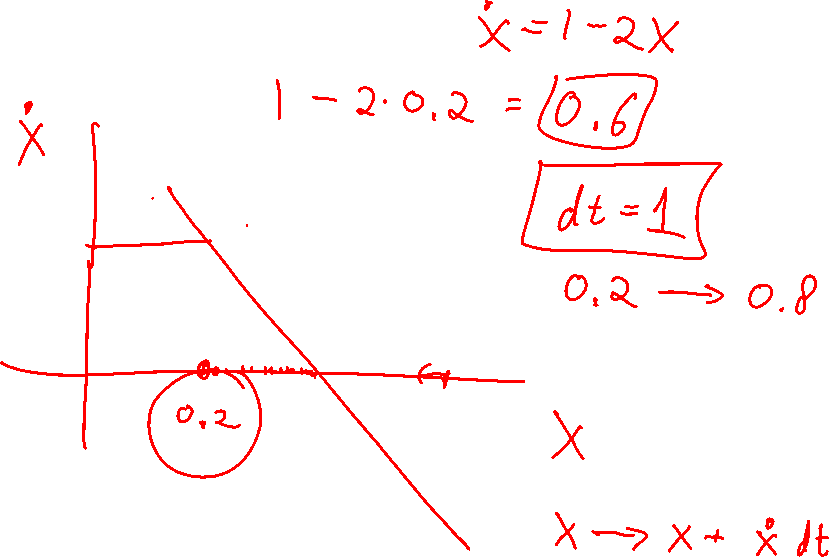 ẋ = 1 - 2x
1 - 2·0.2 = 0.6
ẋ
dt = 1
0.2 → 0.8
0.2
x
x → x + ẋ dt